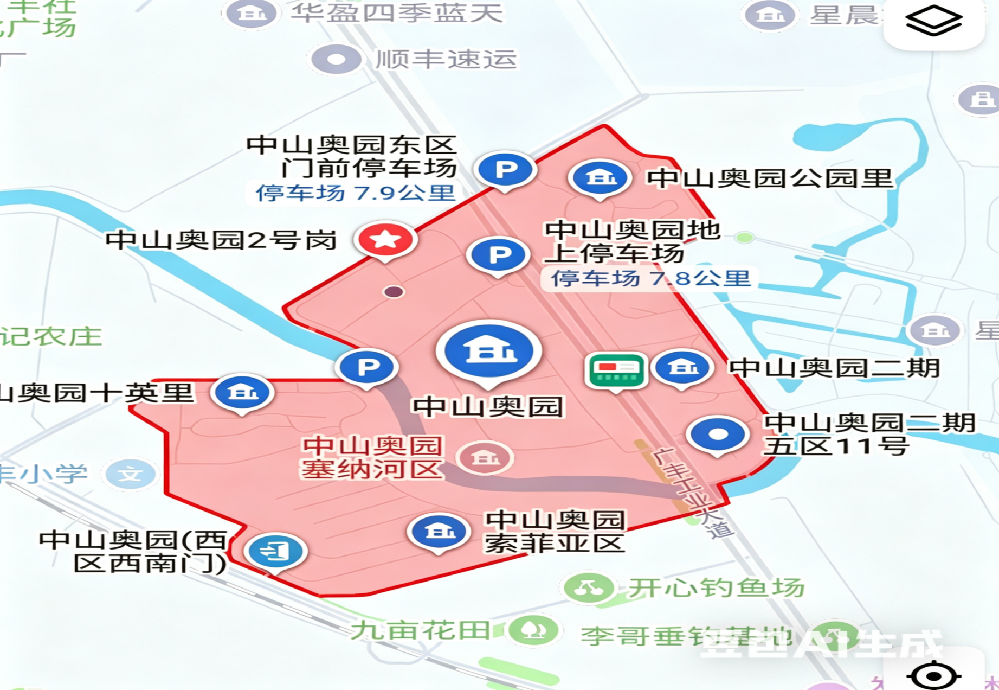 丰社
广场
华盈四季蓝天
星晨
顺丰速运
中山奥园东区
门前停车场
停车场 7.9公里
中山奥园公园里
中山奥园2号岗
中山奥园地
上停车场
停车场 7.8公里
记农庄
星
中山奥园二期
山奥园十英里
中山奥园
中山奥园二期
五区11号
中山奥园
塞纳河区
广丰工业大道
丰小学
文
中山奥园
索菲亚区
中山奥园(西
区西南门)
开心钓鱼场
九亩花田
李哥垂钓基地
豆包AI生成